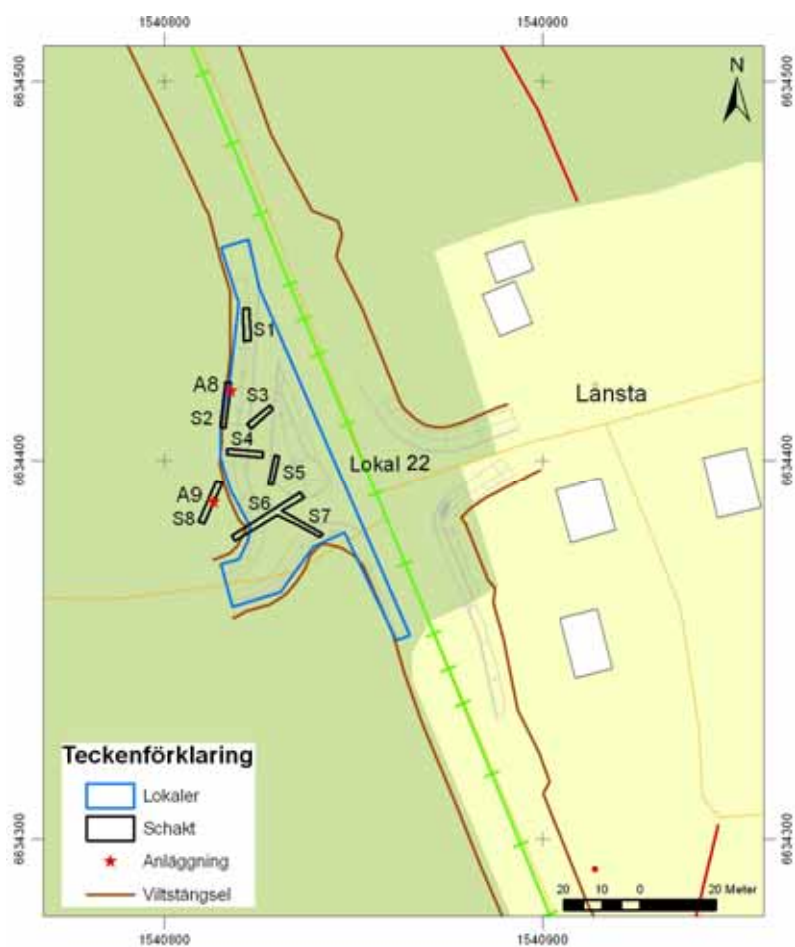 1540800
1540900
6634500
6634500
N
S1
Lånsta
A8
S3
S2
S4
6634400
6634400
Lokal 22
S5
A9
S6
S7
S8
Teckenförklaring
Lokaler
Schakt
Anläggning
Viltstängsel
6634300
6634300
20 10 0 20 Meter
1540800
1540900